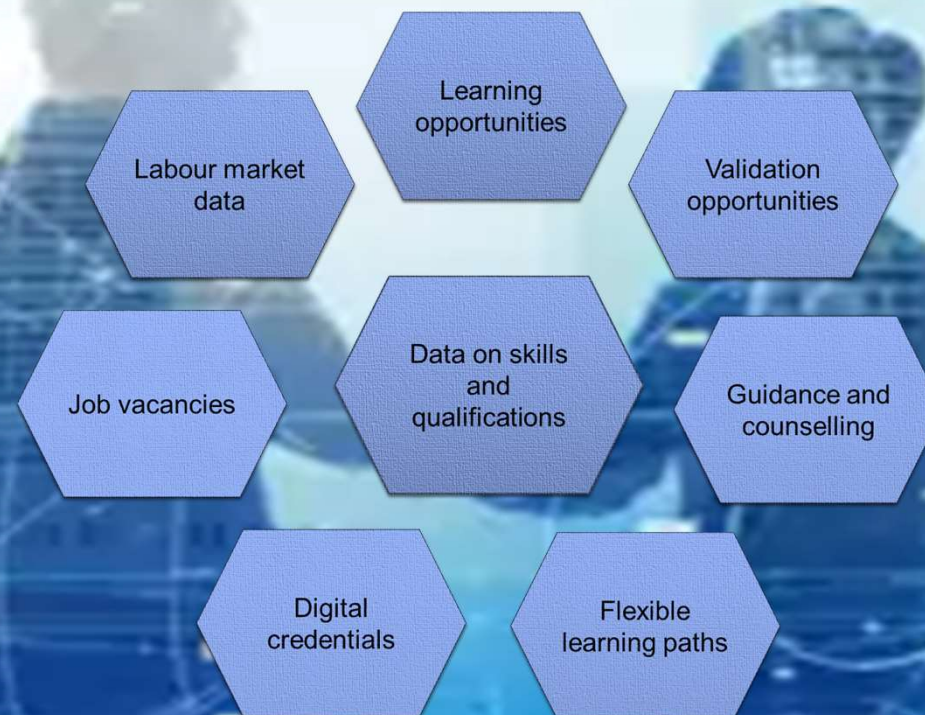 Learning
opportunities
Labour market
data
Validation
opportunities
Data on skills
and
qualifications
Job vacancies
Guidance and
counselling
Digital
credentials
Flexible
learning paths